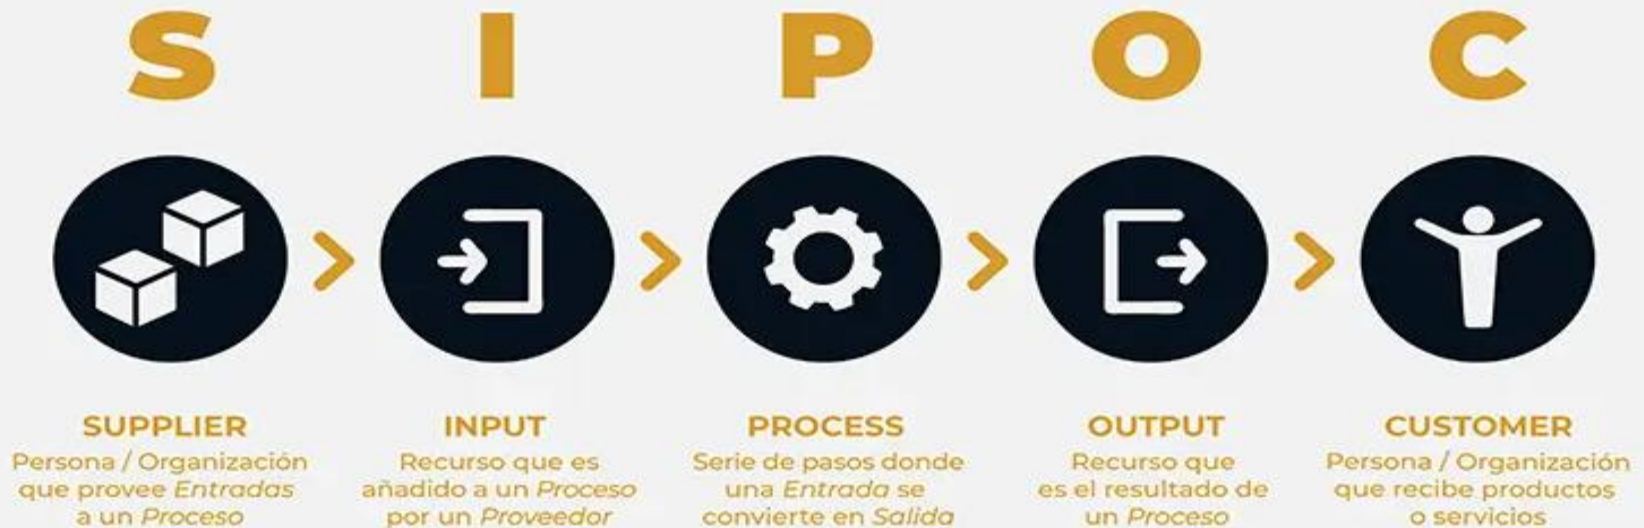 S I P O C
SUPPLIER
Persona / Organización
que provee Entradas
a un Proceso
INPUT
Recurso que es
añadido a un Proceso
por un Proveedor
PROCESS
Serie de pasos donde
una Entrada se
convierte en Salida
OUTPUT
Recurso que
es el resultado de
un Proceso
CUSTOMER
Persona / Organización
que recibe productos
o servicios